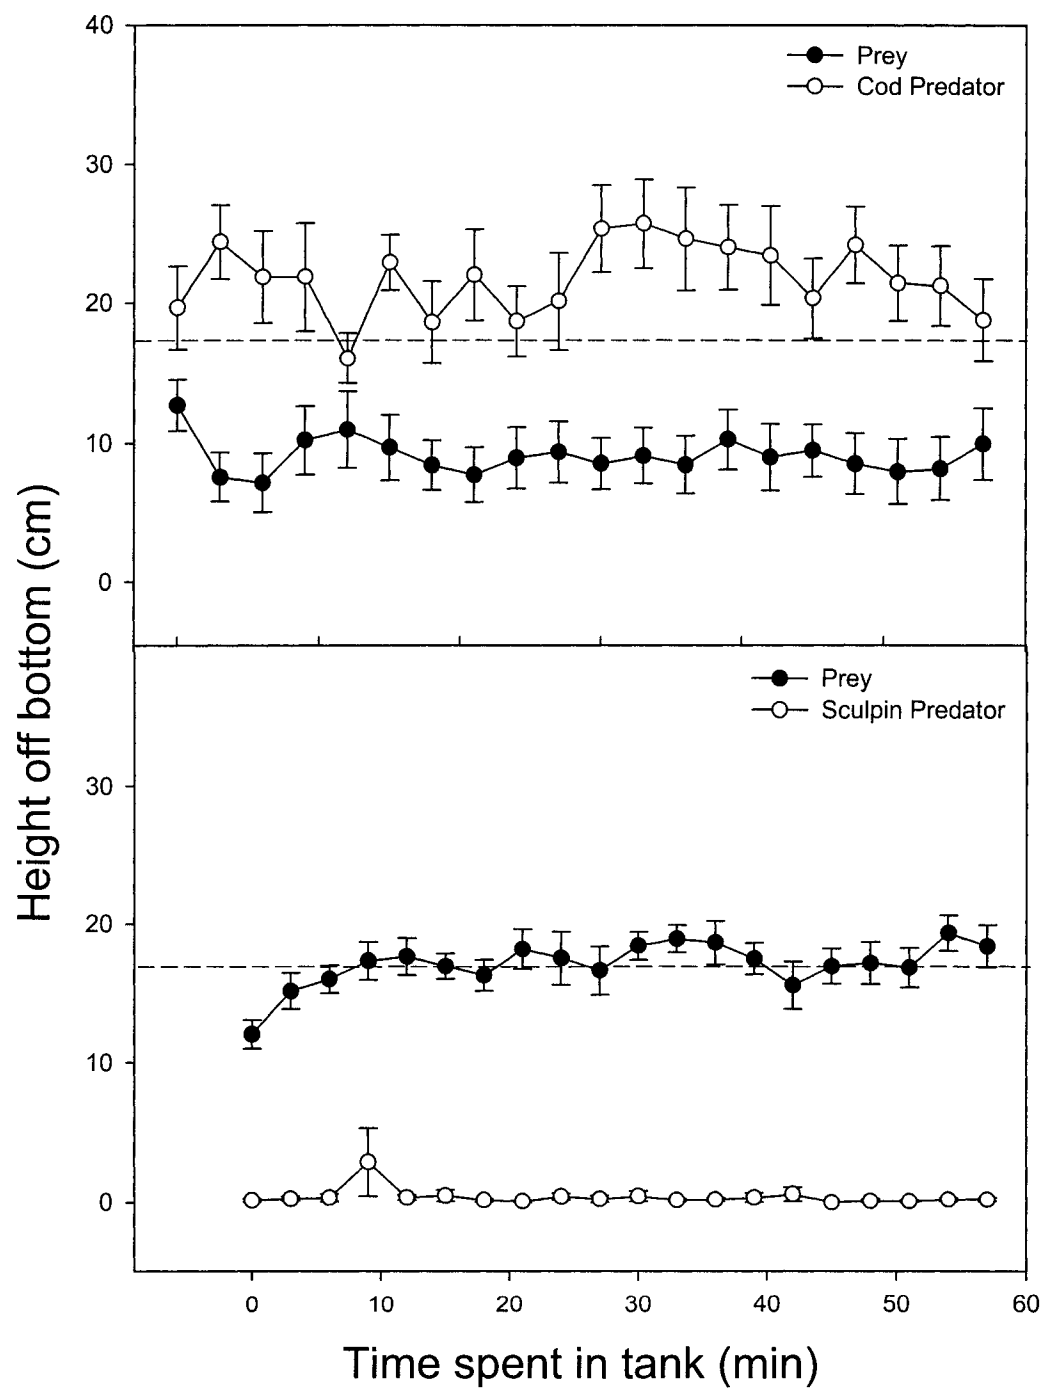 40
Prey
Cod Predator
30
20
10
0
Height off bottom (cm)
Prey
Sculpin Predator
30
20
10
0
0 10 20 30 40 50 60
Time spent in tank (min)